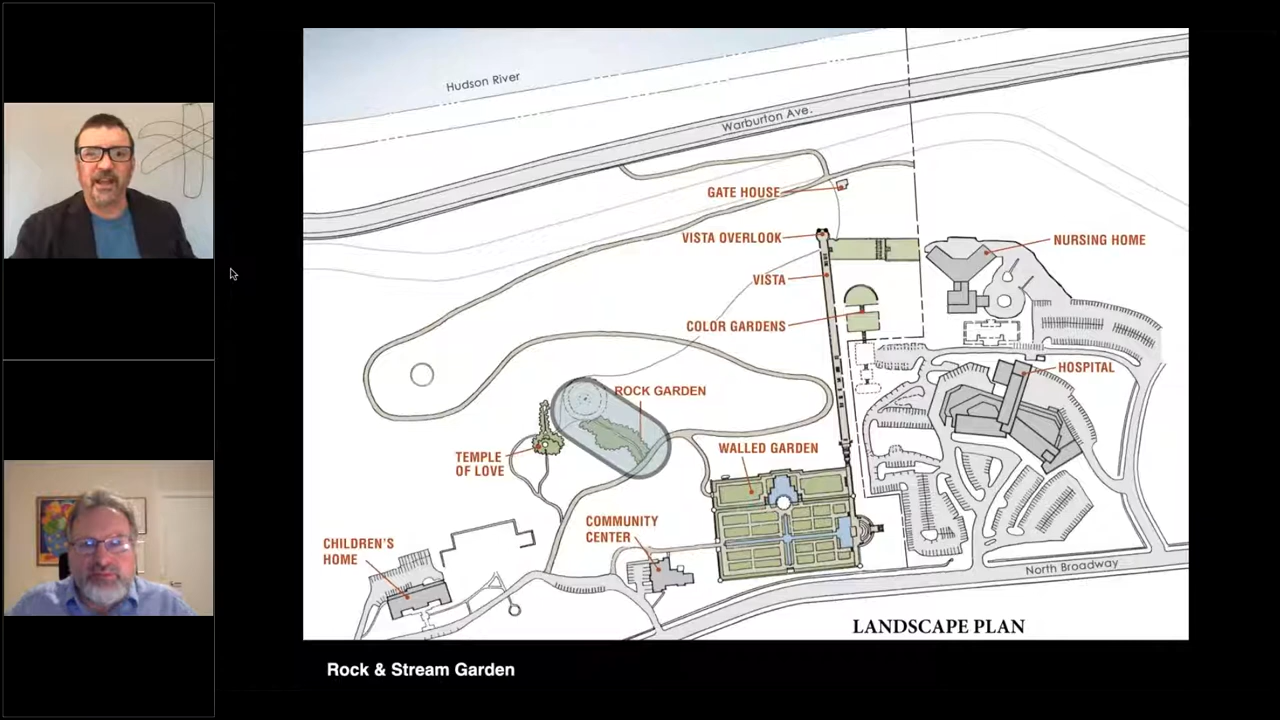 Hudson River
Warburton Ave.
GATE HOUSE
VISTA OVERLOOK
NURSING HOME
VISTA
COLOR GARDENS
HOSPITAL
ROCK GARDEN
WALLED GARDEN
TEMPLE
OF LOVE
COMMUNITY
CENTER
CHILDREN'S
HOME
North Broadway
LANDSCAPE PLAN
Rock & Stream Garden